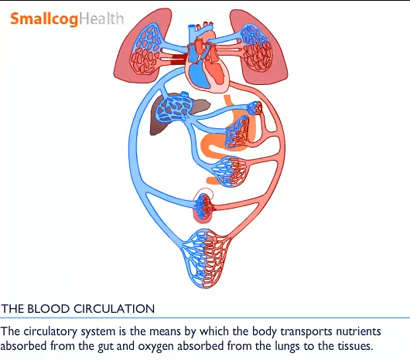 SmallcogHealth
THE BLOOD CIRCULATION
The circulatory system is the means by which the body transports nutrients
absorbed from the gut and oxygen absorbed from the lungs to the tissues.